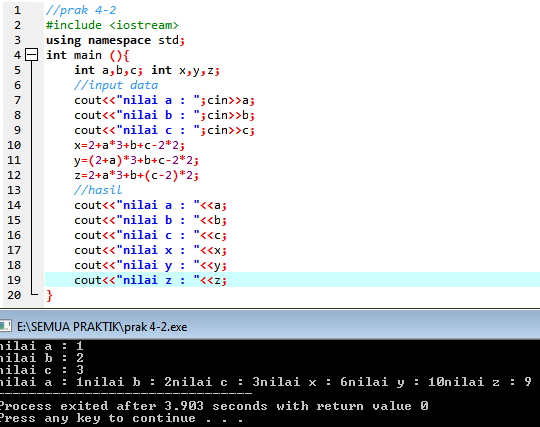 1 //prak 4-2
2 #include <iostream>
3 using namespace std;
4 int main (){
5 int a,b,c; int x,y,z;
6 //input data
7 cout<<"nilai a : ";cin>>a;
8 cout<<"nilai b : ";cin>>b;
9 cout<<"nilai c : ";cin>>c;
10 x=2+a*3+b+c-2*2;
11 y=(2+a)*3+b+c-2*2;
12 z=2+a*3+b+(c-2)*2;
13 //hasil
14 cout<<"nilai a : "<<a;
15 cout<<"nilai b : "<<b;
16 cout<<"nilai c : "<<c;
17 cout<<"nilai x : "<<x;
18 cout<<"nilai y : "<<y;
19 cout<<"nilai z : "<<z;
20 }
E:\SEMUA PRAKTIK\prak 4-2.exe
nilai a : 1
nilai b : 2
nilai c : 3
nilai a : 1nilai b : 2nilai c : 3nilai x : 6nilai y : 10nilai z : 9
--------------------------------
Process exited after 3.903 seconds with return value 0
Press any key to continue . . .